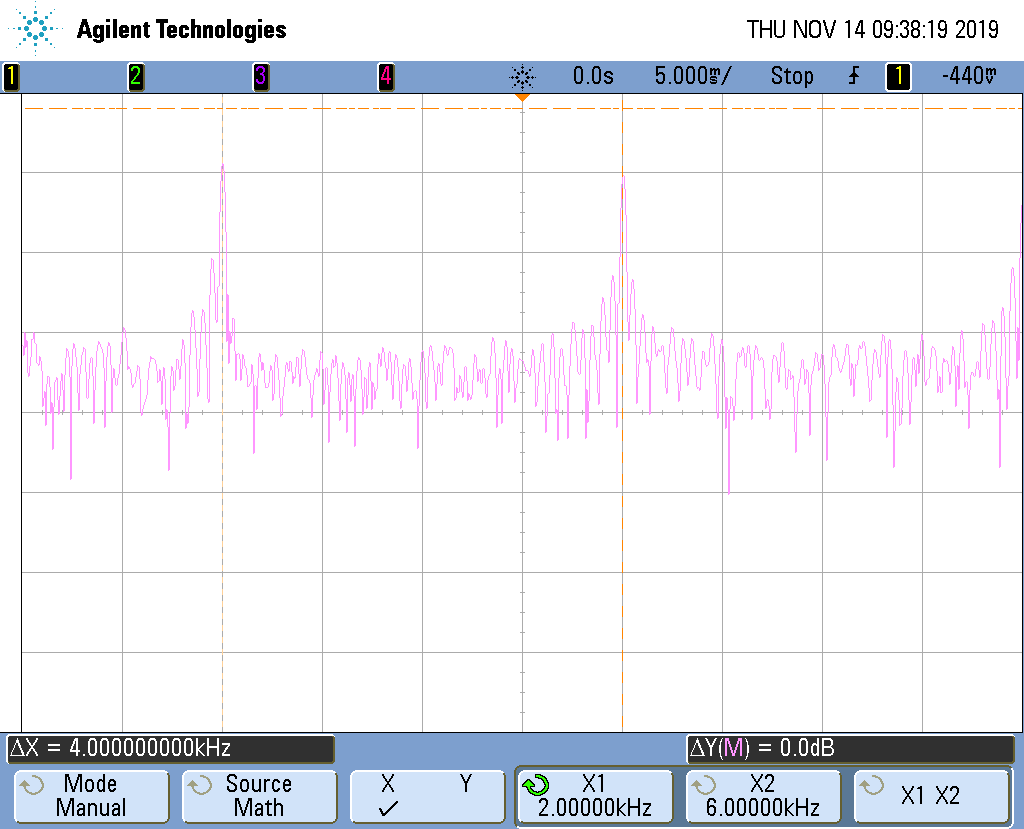 Agilent Technologies THU NOV 14 09:38:19 2019
1 2 3 4 0.0s 5.000ms/ Stop 1 -440mV
ΔX = 4.000000000kHz ΔY(M) = 0.0dB
Mode Source X Y X1 X2 X1 X2
Manual Math ✓ 2.00000kHz 6.00000kHz